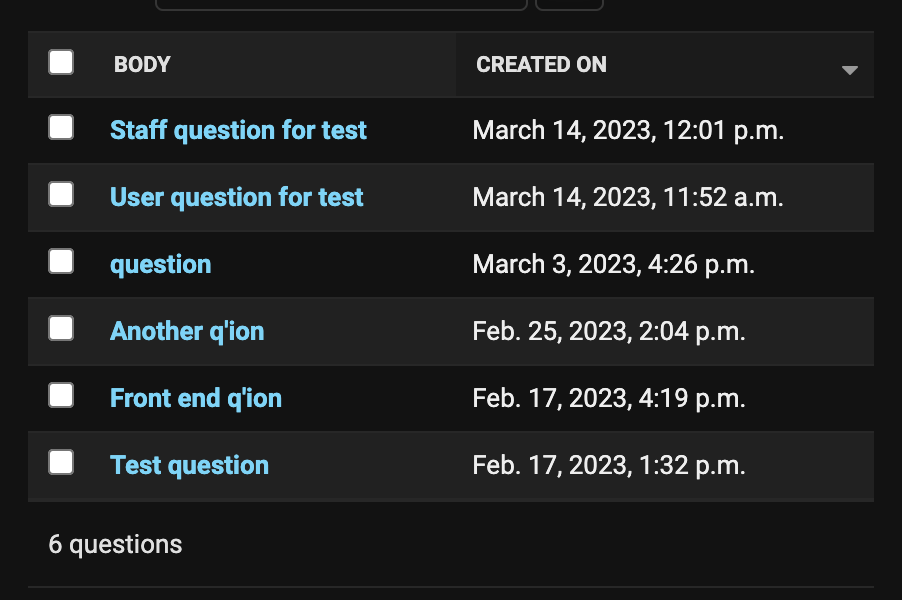 BODY CREATED ON
Staff question for test March 14, 2023, 12:01 p.m.
User question for test March 14, 2023, 11:52 a.m.
question March 3, 2023, 4:26 p.m.
Another q'ion Feb. 25, 2023, 2:04 p.m.
Front end q'ion Feb. 17, 2023, 4:19 p.m.
Test question Feb. 17, 2023, 1:32 p.m.
6 questions